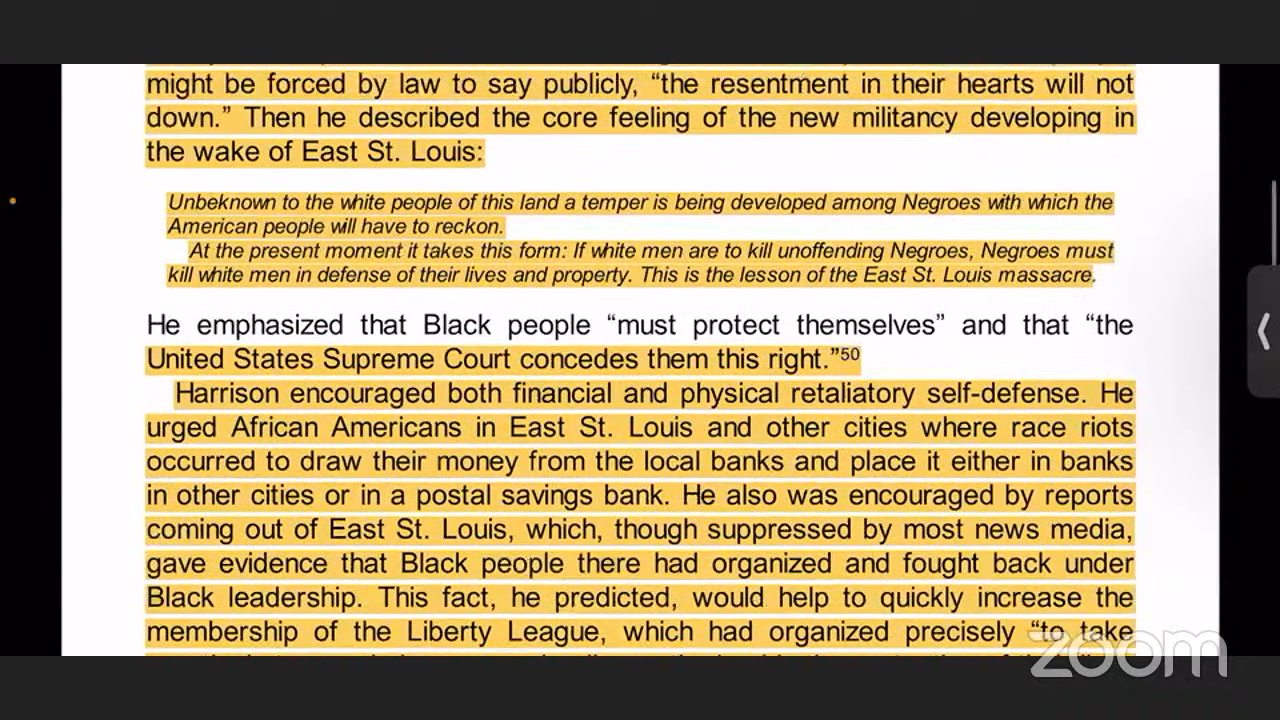 might be forced by law to say publicly, “the resentment in their hearts will not
down.” Then he described the core feeling of the new militancy developing in
the wake of East St. Louis:
Unbeknown to the white people of this land a temper is being developed among Negroes with which the
American people will have to reckon.
At the present moment it takes this form: If white men are to kill unoffending Negroes, Negroes must
kill white men in defense of their lives and property. This is the lesson of the East St. Louis massacre.
He emphasized that Black people “must protect themselves” and that “the
United States Supreme Court concedes them this right.”50
Harrison encouraged both financial and physical retaliatory self-defense. He
urged African Americans in East St. Louis and other cities where race riots
occurred to draw their money from the local banks and place it either in banks
in other cities or in a postal savings bank. He also was encouraged by reports
coming out of East St. Louis, which, though suppressed by most news media,
gave evidence that Black people there had organized and fought back under
Black leadership. This fact, he predicted, would help to quickly increase the
membership of the Liberty League, which had organized precisely “to take
zoom